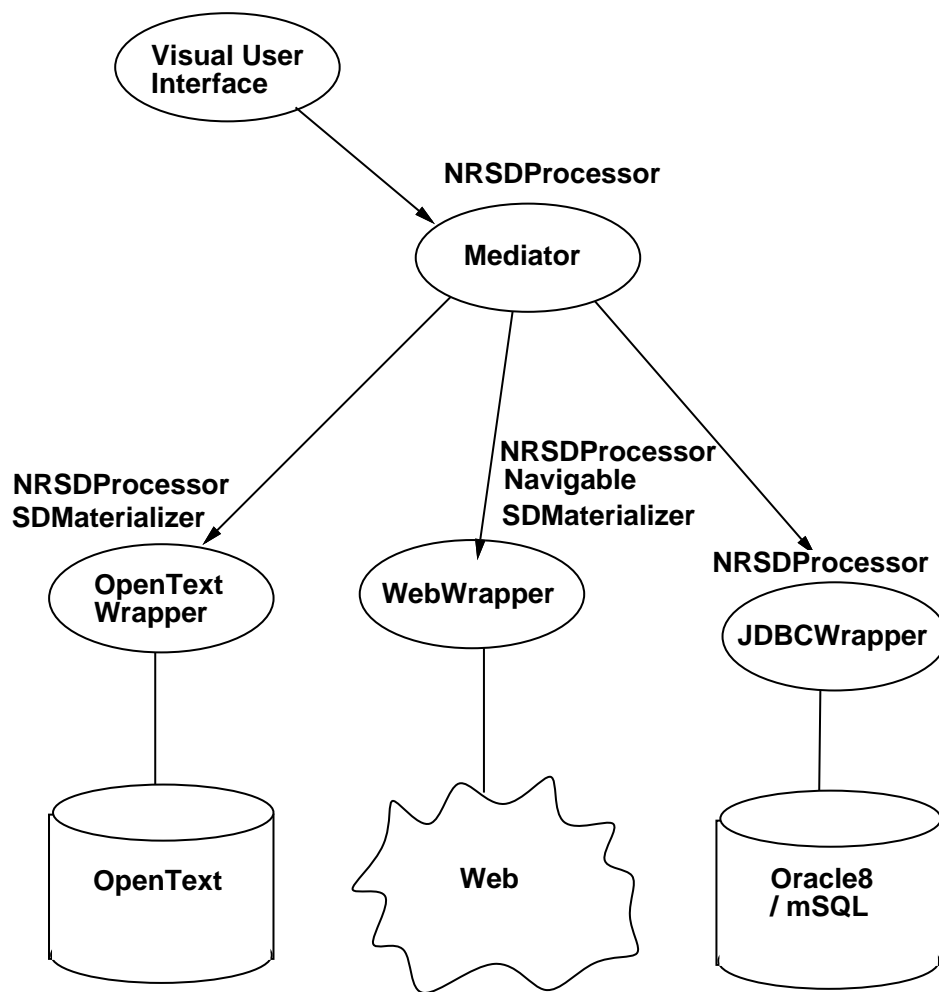 Visual User
Interface
NRSDProcessor
Mediator
NRSDProcessor
SDMaterializer
NRSDProcessor
Navigable
SDMaterializer
NRSDProcessor
OpenText
Wrapper
WebWrapper
JDBCWrapper
OpenText
Web
Oracle8
/ mSQL